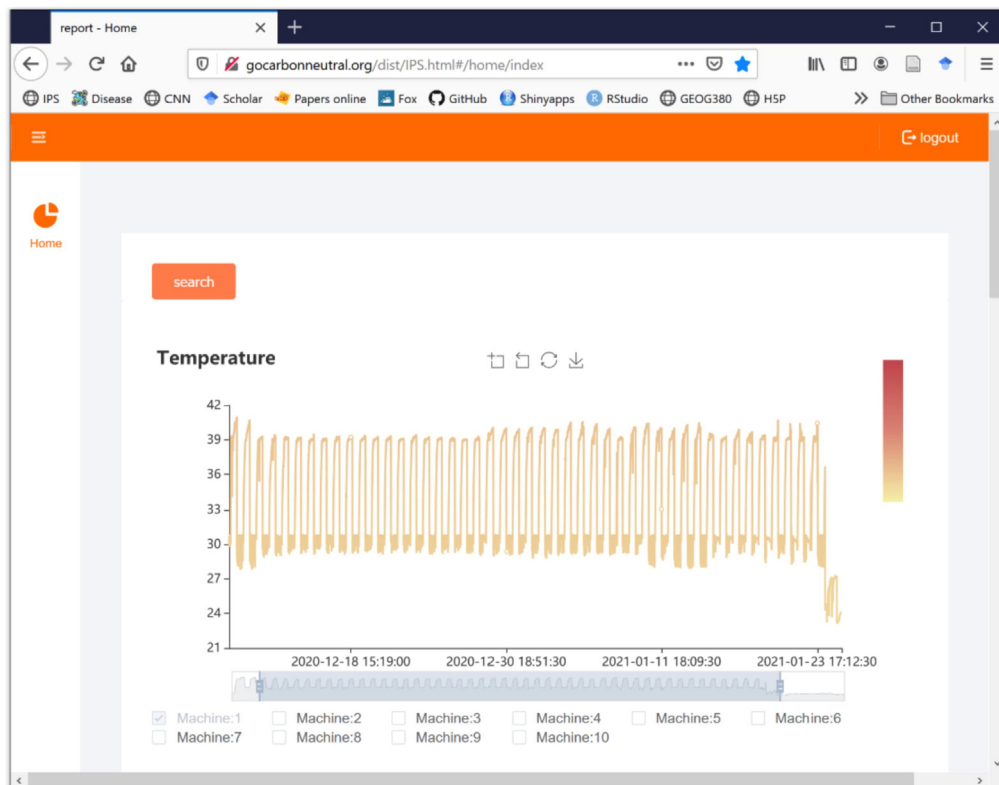 report - Home
gocarbonneutral.org/dist/IPS.html#/home/index
IPS Disease CNN Scholar Papers online Fox GitHub Shinyapps RStudio GEOG380 H5P Other Bookmarks
logout
Home
search
Temperature
42
39
36
33
30
27
24
21
2020-12-18 15:19:00 2020-12-30 18:51:30 2021-01-11 18:09:30 2021-01-23 17:12:30
Machine:1 Machine:2 Machine:3 Machine:4 Machine:5 Machine:6
Machine:7 Machine:8 Machine:9 Machine:10